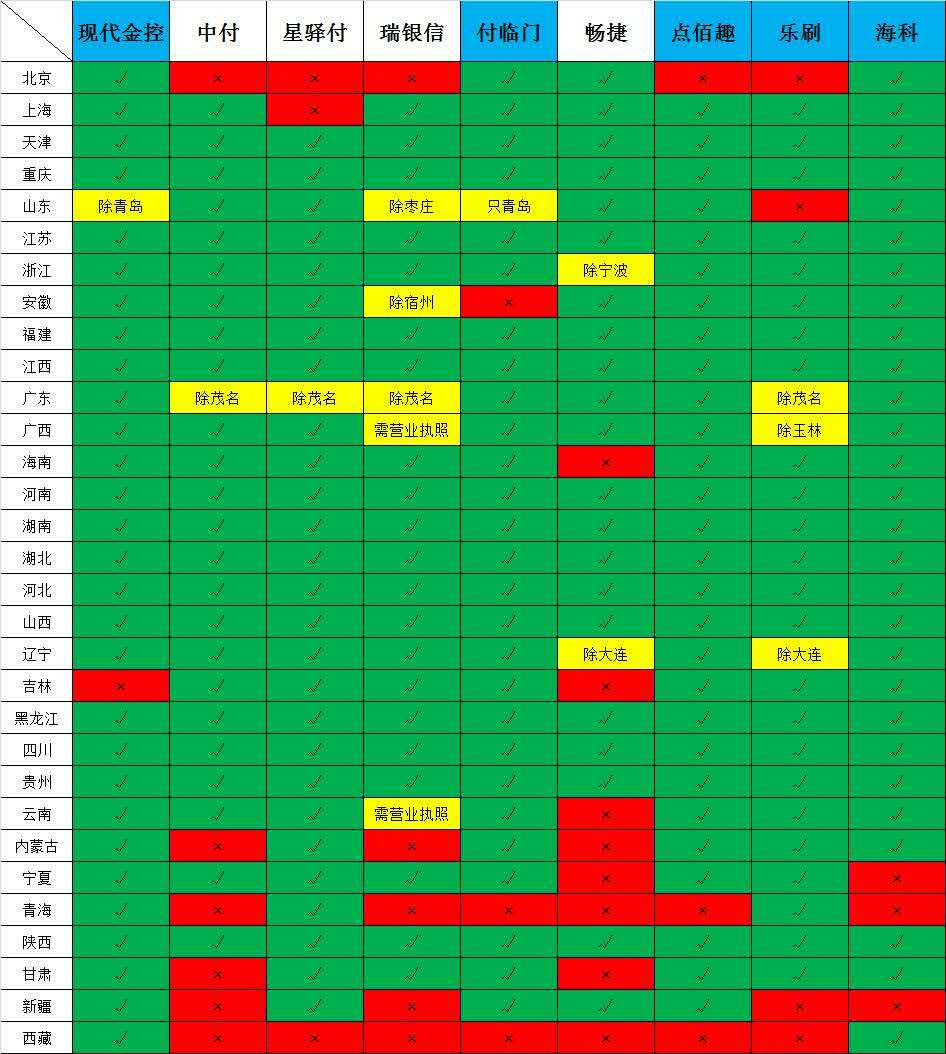 现代金控 中付 星驿付 瑞银信 付临门 畅捷 点佰趣 乐刷 海科
北京 √ × × × √ √ × × √
上海 √ √ × √ √ √ √ √ √
天津 √ √ √ √ √ √ √ √ √
重庆 √ √ √ √ √ √ √ √ √
山东 除青岛 √ √ 除枣庄 只青岛 √ √ × √
江苏 √ √ √ √ √ √ √ √ √
浙江 √ √ √ √ √ 除宁波 √ √ √
安徽 √ √ √ 除宿州 × √ √ √ √
福建 √ √ √ √ √ √ √ √ √
江西 √ √ √ √ √ √ √ √ √
广东 √ 除茂名 除茂名 除茂名 √ √ √ 除茂名 √
广西 √ √ √ 需营业执照 √ √ √ 除玉林 √
海南 √ √ √ √ √ × √ √ √
河南 √ √ √ √ √ √ √ √ √
湖南 √ √ √ √ √ √ √ √ √
湖北 √ √ √ √ √ √ √ √ √
河北 √ √ √ √ √ √ √ √ √
山西 √ √ √ √ √ √ √ √ √
辽宁 √ √ √ √ √ 除大连 √ 除大连 √
吉林 × √ √ √ √ × √ √ √
黑龙江 √ √ √ √ √ √ √ √ √
四川 √ √ √ √ √ √ √ √ √
贵州 √ √ √ √ √ √ √ √ √
云南 √ √ √ 需营业执照 √ × √ √ √
内蒙古 √ × √ × √ × √ √ √
宁夏 √ √ √ √ √ × √ √ ×
青海 √ × √ × × × × √ ×
陕西 √ √ √ √ √ √ √ √ √
甘肃 √ × √ √ √ × √ √ √
新疆 √ × √ × √ √ √ × ×
西藏 √ × × × × × × × √